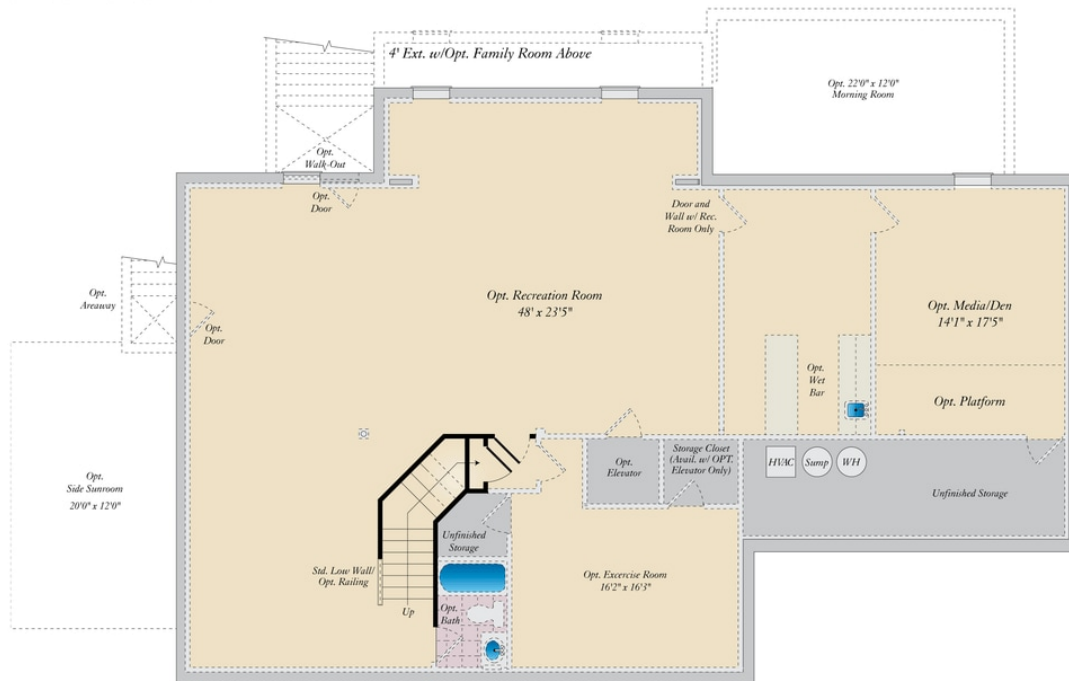 4' Ext. w/Opt. Family Room Above
Opt. 22'0" x 12'0"
Morning Room
Opt.
Walk-Out
Opt.
Door
Door and
Wall w/ Rec.
Room Only
Opt.
Areaway
Opt.
Door
Opt. Recreation Room
48' x 23'5"
Opt. Media/Den
14'1" x 17'5"
Opt.
Wet
Bar
Opt. Platform
Opt.
Side Sunroom
20'0" x 12'0"
Opt.
Elevator
Storage Closet
(Avail. w/ OPT.
Elevator Only)
HVAC
Sump
WH
Unfinished Storage
Unfinished
Storage
Std. Low Wall/
Opt. Railing
Up
Opt.
Bath
Opt. Excercise Room
16'2" x 16'3"